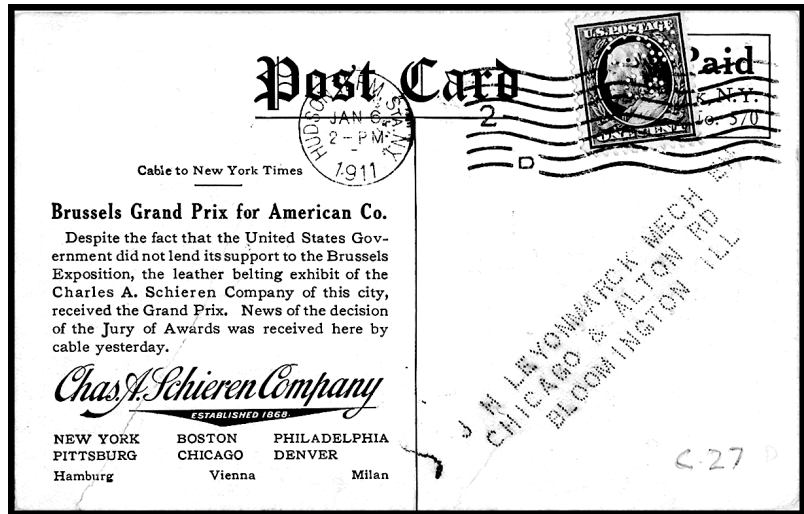 Post Card
U.S. POSTAGE
Paid
N.Y.
HUDSON TERM. STA. N.Y.
JAN 6
2-PM
1911
2
D
Cable to New York Times
Brussels Grand Prix for American Co.
Despite the fact that the United States Gov-
ernment did not lend its support to the Brussels
Exposition, the leather belting exhibit of the
Charles A. Schieren Company of this city,
received the Grand Prix. News of the decision
of the Jury of Awards was received here by
cable yesterday.
Chas. A. Schieren Company
ESTABLISHED 1868.
NEW YORK BOSTON PHILADELPHIA
PITTSBURG CHICAGO DENVER
Hamburg Vienna Milan
J H LEYONMARCK MECH
CHICAGO & ALTON RD
BLOOMINGTON ILL
C-27